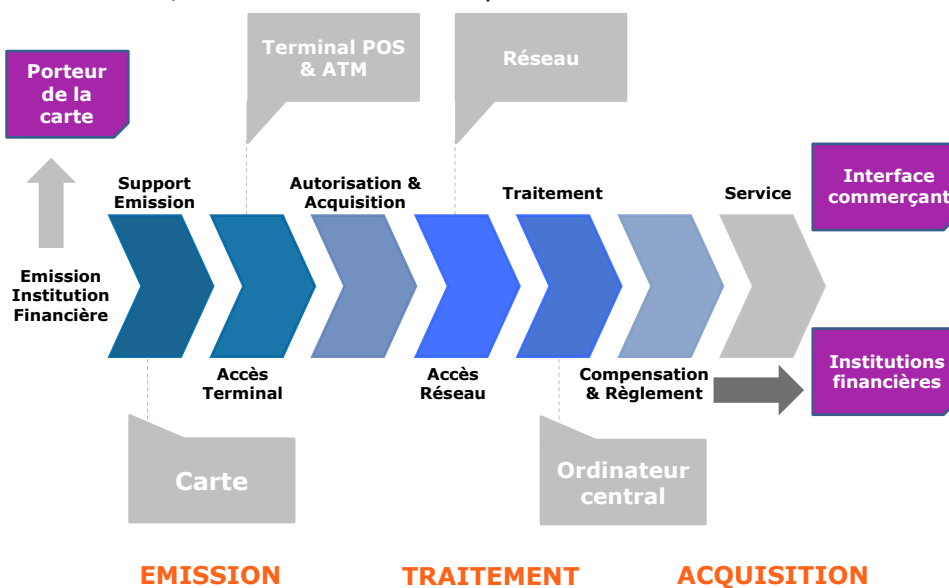 Terminal POS
& ATM
Réseau
Porteur
de la
carte
Support
Emission
Autorisation &
Acquisition
Traitement
Service
Interface
commerçant
Emission
Institution
Financière
Accès
Terminal
Accès
Réseau
Compensation
& Règlement
Institutions
financières
Carte
Ordinateur
central
EMISSION
TRAITEMENT
ACQUISITION